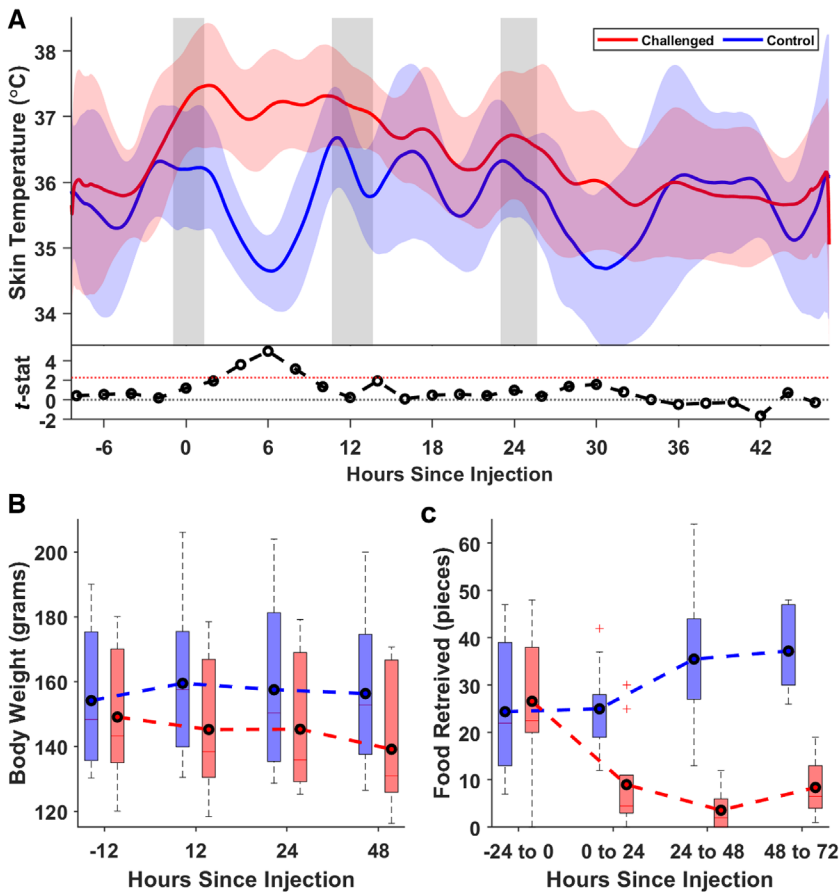 A
Skin Temperature (°C)
38
37
36
35
34
Challenged
Control
t-stat
4
2
0
-2
-6
0
6
12
18
24
30
36
42
Hours Since Injection
B
Body Weight (grams)
200
180
160
140
120
-12
12
24
48
Hours Since Injection
C
Food Retreived (pieces)
60
50
40
30
20
10
0
-24 to 0
0 to 24
24 to 48
48 to 72
Hours Since Injection